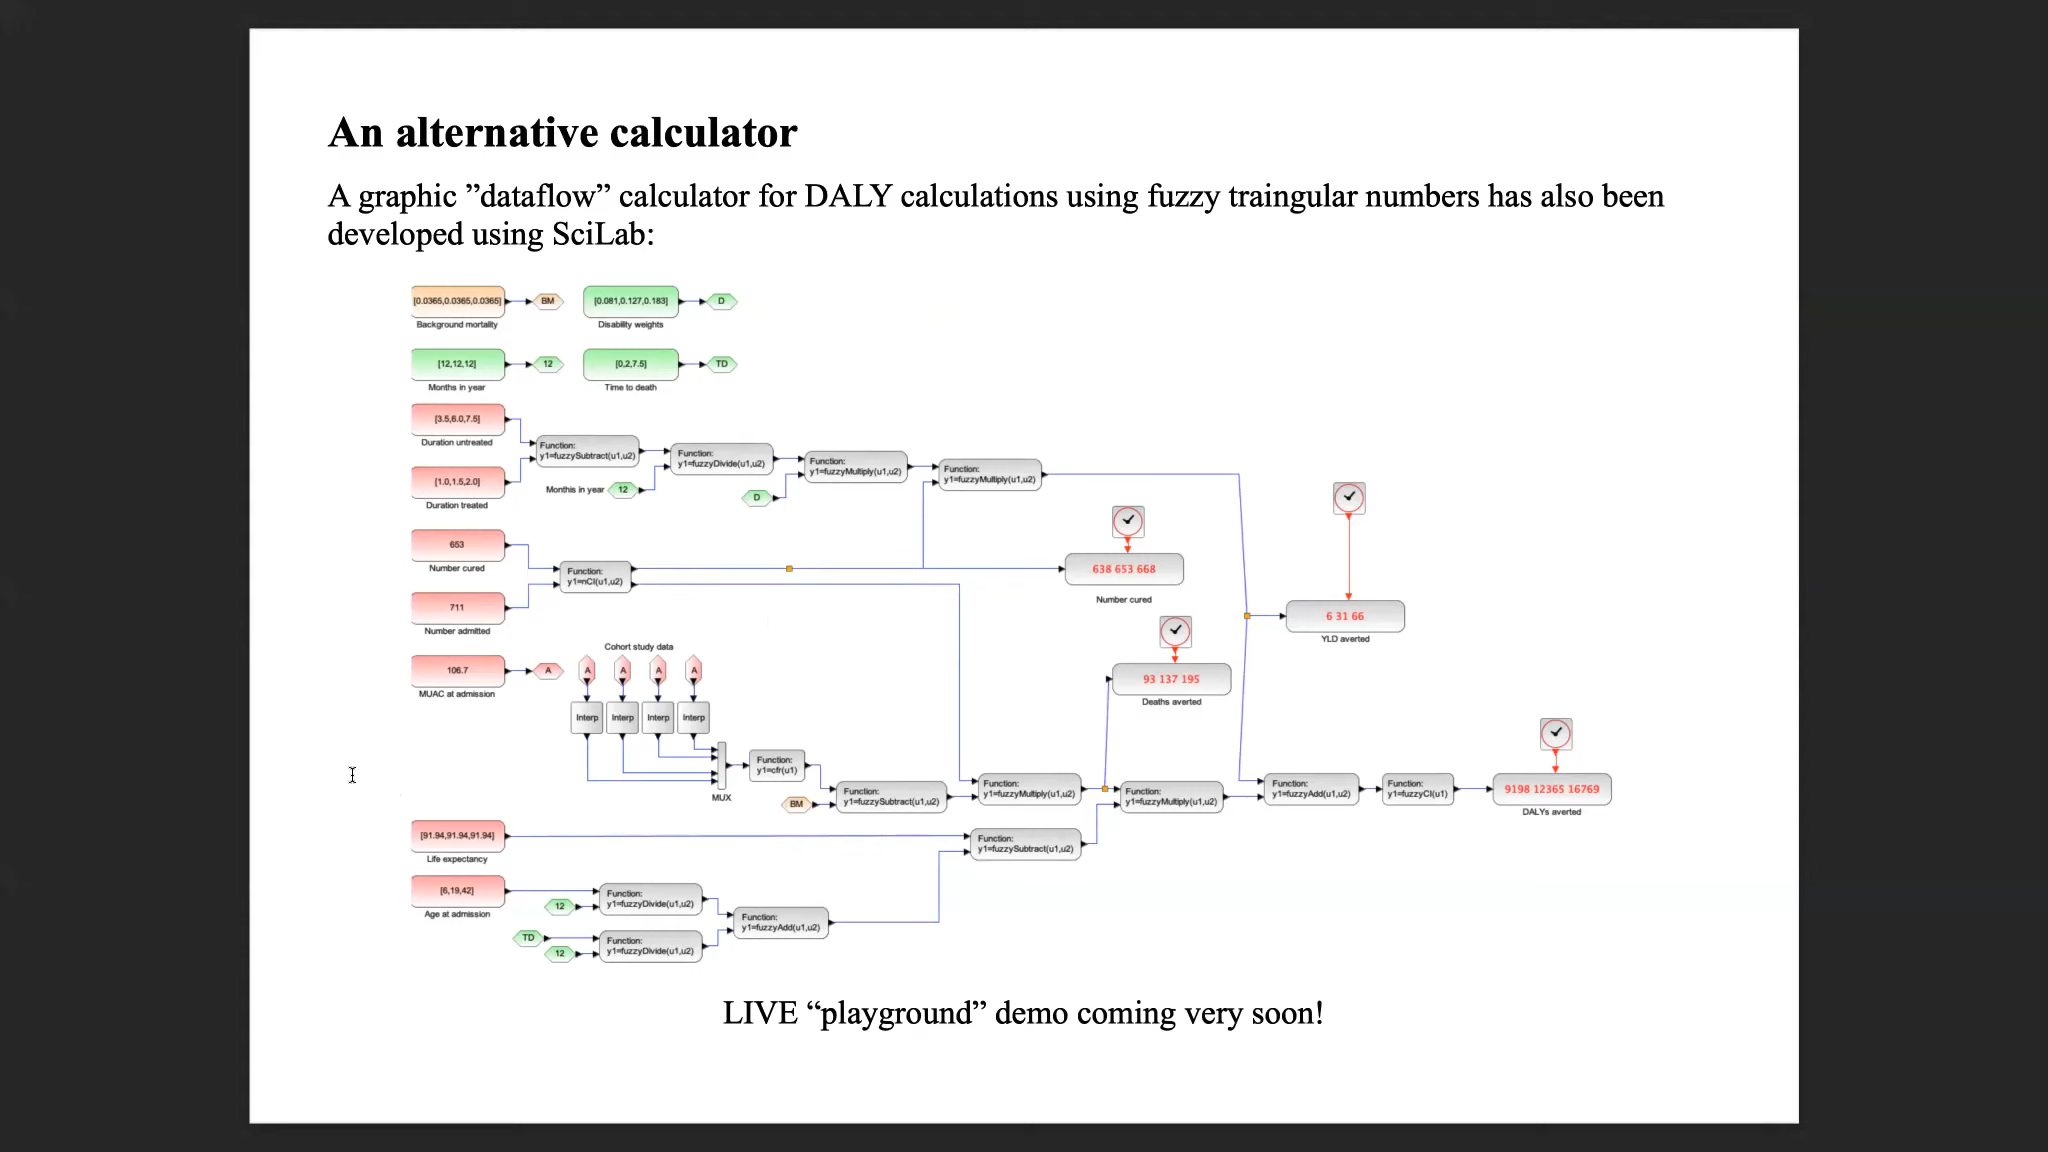 An alternative calculator
A graphic ”dataflow” calculator for DALY calculations using fuzzy traingular numbers has also been
developed using SciLab:
[0.0365,0.0365,0.0365]
BM
[0.081,0.127,0.183]
D
Background mortality
Disability weights
[12,12,12]
12
[0,2,7.5]
TD
Months in year
Time to death
[3.5,6.0,7.5]
Duration untreated
Function:
y1=fuzzySubtract(u1,u2)
Function:
y1=fuzzyDivide(u1,u2)
Function:
y1=fuzzyMultiply(u1,u2)
Function:
y1=fuzzyMultiply(u1,u2)
[1.0,1.5,2.0]
Duration treated
Monthis in year
12
D
653
Number cured
Function:
y1=nCI(u1,u2)
638 653 668
Number cured
711
Number admitted
6 31 66
YLD averted
Cohort study data
106.7
A
A
A
A
A
MUAC at admission
93 137 195
Deaths averted
Interp
Interp
Interp
Interp
MUX
Function:
y1=cfr(u1)
BM
Function:
y1=fuzzySubtract(u1,u2)
Function:
y1=fuzzyMultiply(u1,u2)
Function:
y1=fuzzyMultiply(u1,u2)
Function:
y1=fuzzyAdd(u1,u2)
Function:
y1=fuzzyCI(u1)
9198 12365 16769
DALYs averted
[91.94,91.94,91.94]
Life expectancy
Function:
y1=fuzzySubtract(u1,u2)
[6,19,42]
Age at admission
12
Function:
y1=fuzzyDivide(u1,u2)
Function:
y1=fuzzyAdd(u1,u2)
TD
12
Function:
y1=fuzzyDivide(u1,u2)
LIVE “playground” demo coming very soon!